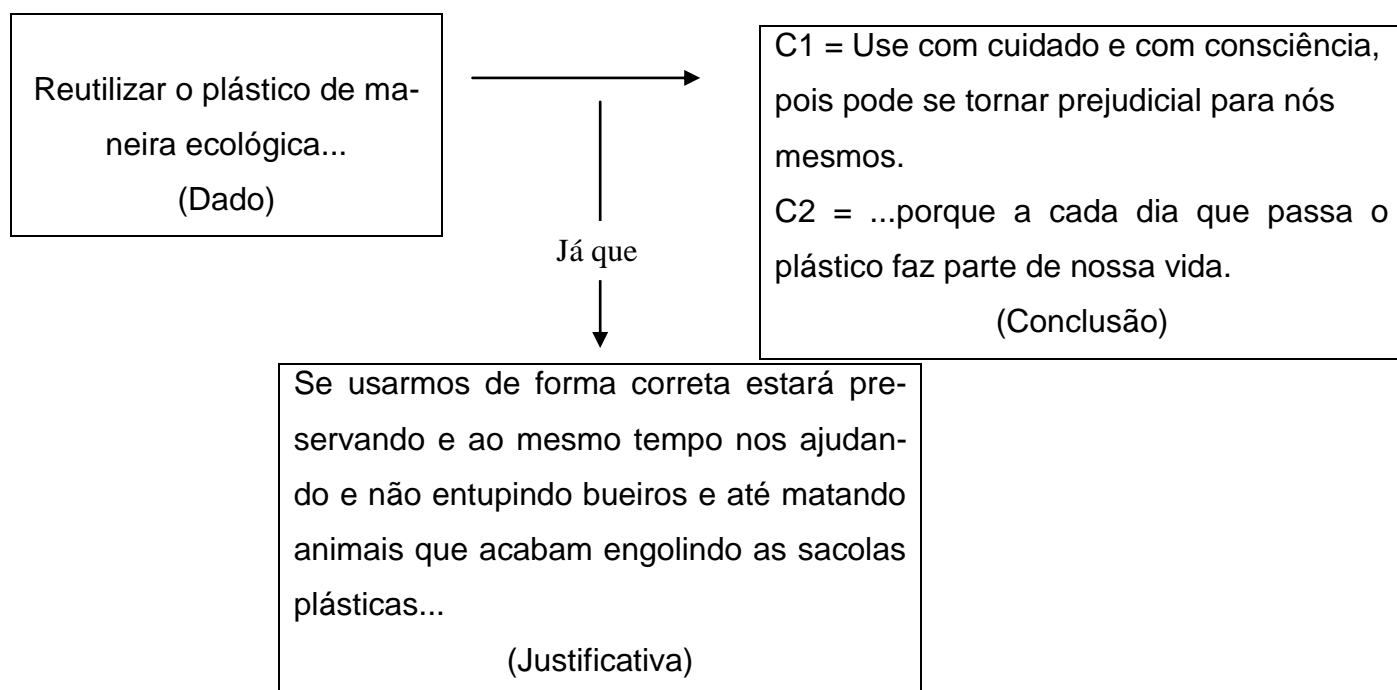 Reutilizar o plástico de ma-
neira ecológica...
(Dado)
C1 = Use com cuidado e com consciência,
pois pode se tornar prejudicial para nós
mesmos.
C2 = ...porque a cada dia que passa o
plástico faz parte de nossa vida.
(Conclusão)
Já que
Se usarmos de forma correta estará pre-
servando e ao mesmo tempo nos ajudan-
do e não entupindo bueiros e até matando
animais que acabam engolindo as sacolas
plásticas...
(Justificativa)